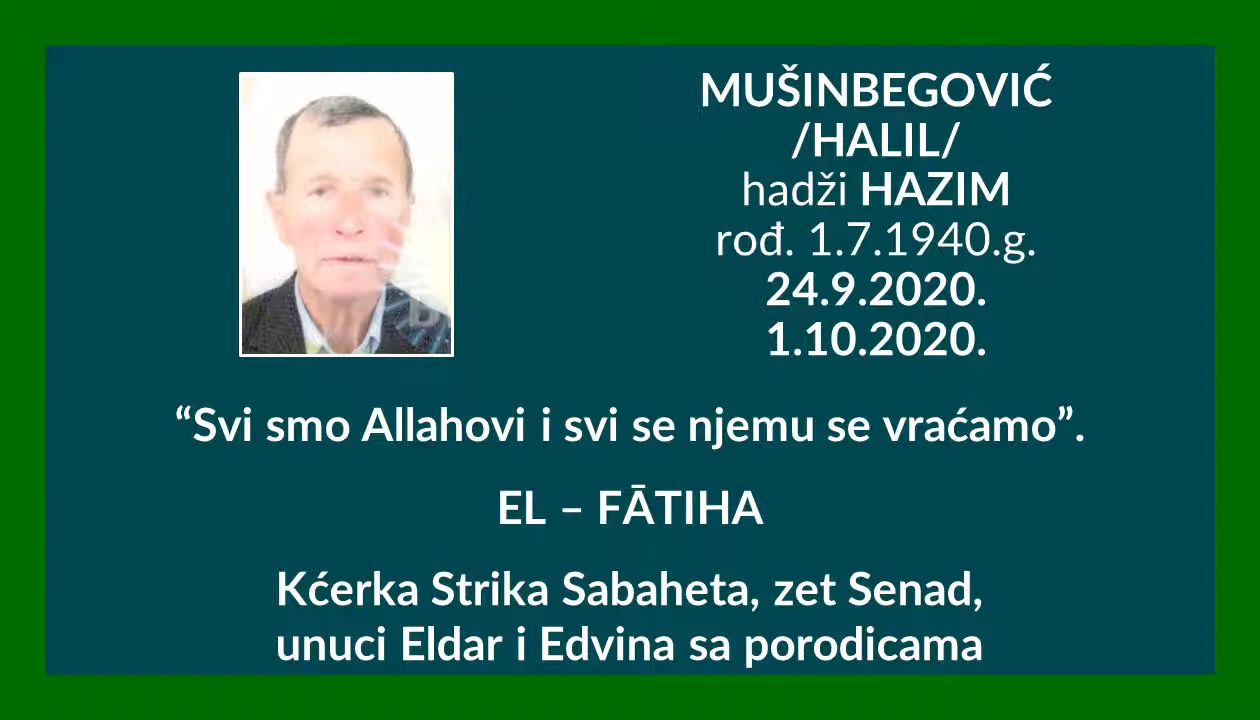 MUŠINBEGOVIĆ
/HALIL/
hadži HAZIM
rođ. 1.7.1940.g.
24.9.2020.
1.10.2020.
“Svi smo Allahovi i svi se njemu se vraćamo”.
EL – FĀTIHA
Kćerka Strika Sabaheta, zet Senad,
unuci Eldar i Edvina sa porodicama